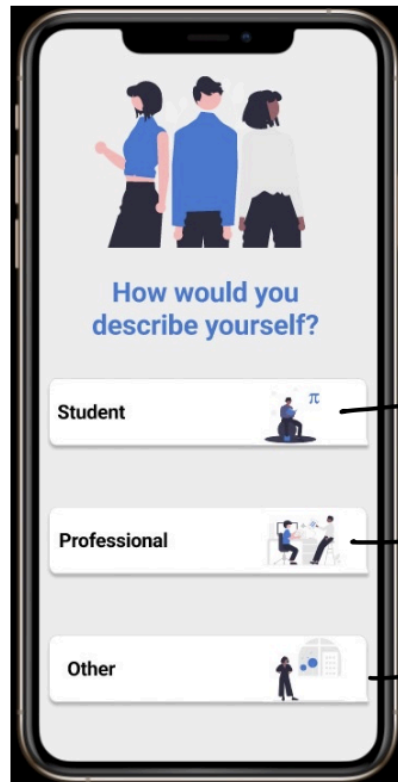 How would you
describe yourself?
Student
π
Professional
Other